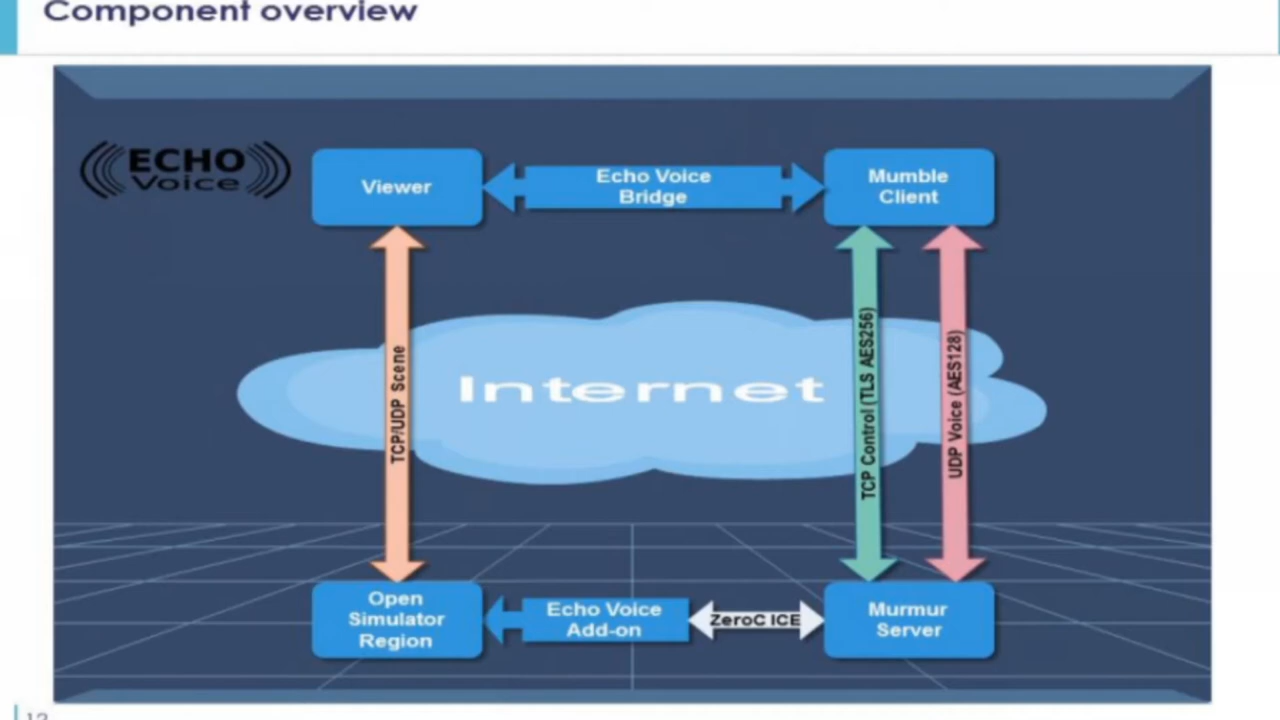 Component overview
ECHO
Voice
Viewer
Echo Voice
Bridge
Mumble
Client
TCP/UDP Scene
Internet
TCP Control (TLS AES256)
UDP Voice (AES128)
Open
Simulator
Region
Echo Voice
Add-on
ZeroC ICE
Murmur
Server